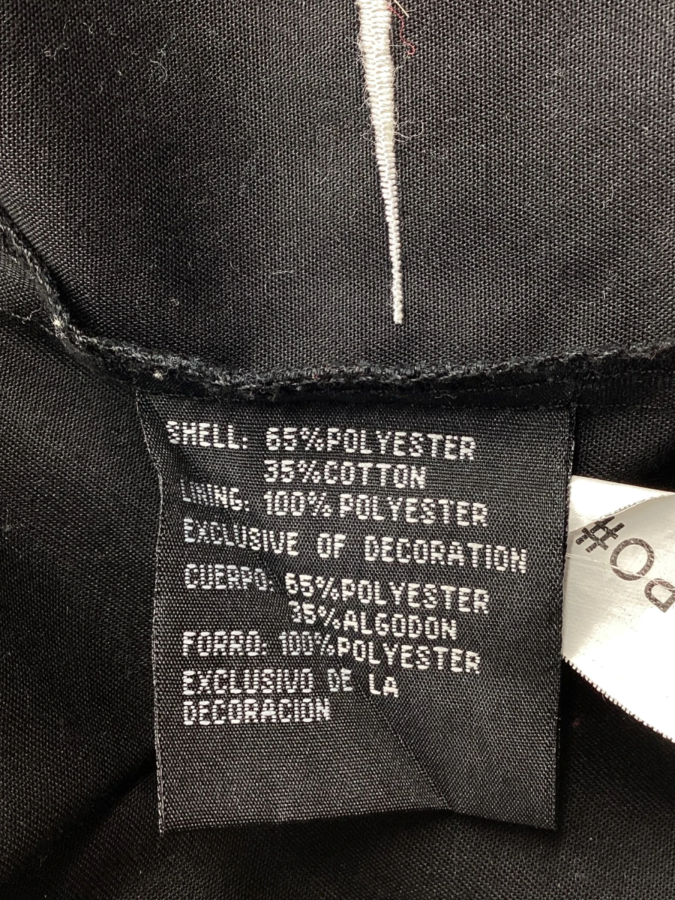 SHELL: 65%POLYESTER
35%COTTON
LINING: 100% POLYESTER
EXCLUSIVE OF DECORATION
CUERPO: 65%POLYESTER
35%ALGODON
FORRO: 100%POLYESTER
EXCLUSIVO DE LA
DECORACION
PO#